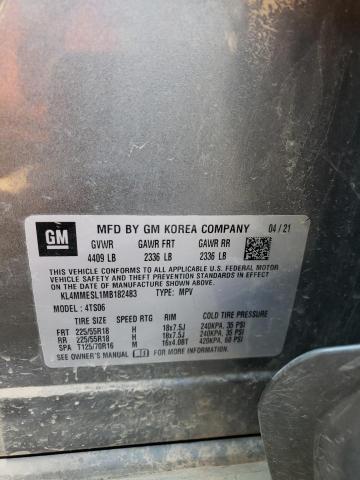 GM
MFD BY GM KOREA COMPANY 04/21
GVWR GAWR FRT GAWR RR
4409 LB 2336 LB 2336 LB
THIS VEHICLE CONFORMS TO ALL APPLICABLE U.S. FEDERAL MOTOR
VEHICLE SAFETY AND THEFT PREVENTION STANDARDS IN EFFECT ON
THE DATE OF MANUFACTURE SHOWN ABOVE.
KL4MMESL1MB182483 TYPE: MPV
MODEL: 4TS06
TIRE SIZE SPEED RTG RIM COLD TIRE PRESSURE
FRT 225/55R18 H 18x7.5J 240KPA, 35 PSI
RR 225/55R18 H 18x7.5J 240KPA, 35 PSI
SPA T125/70R16 M 16x4.0BT 420KPA, 60 PSI
SEE OWNER'S MANUAL FOR MORE INFORMATION.